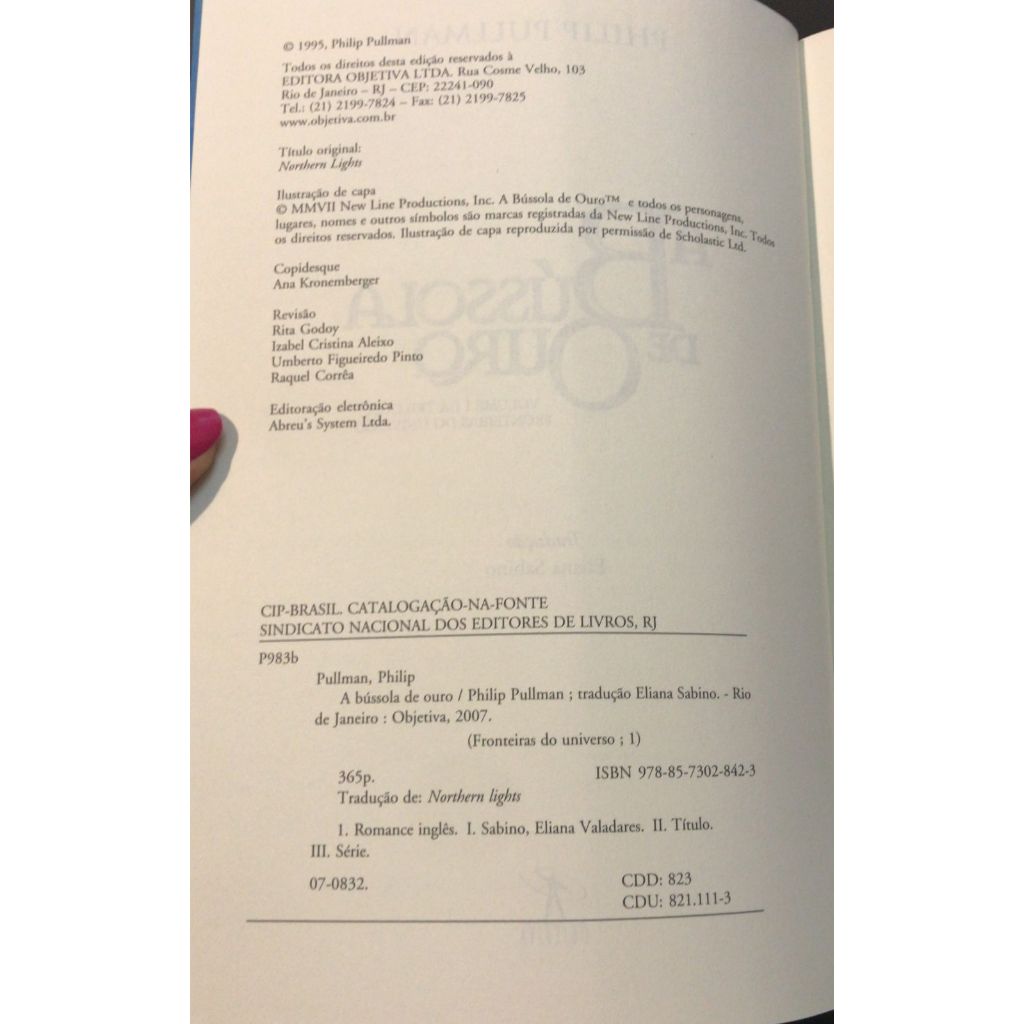 © 1995, Philip Pullman
Todos os direitos desta edição reservados à
EDITORA OBJETIVA LTDA. Rua Cosme Velho, 103
Rio de Janeiro – RJ – CEP: 22241-090
Tel.: (21) 2199-7824 – Fax: (21) 2199-7825
www.objetiva.com.br
Título original:
Northern Lights
Ilustração de capa
© MMVII New Line Productions, Inc. A Bússola de Ouro™ e todos os personagens,
lugares, nomes e outros símbolos são marcas registradas da New Line Productions, Inc. Todos
os direitos reservados. Ilustração de capa reproduzida por permissão de Scholastic Ltd.
Copidesque
Ana Kronemberger
Revisão
Rita Godoy
Izabel Cristina Aleixo
Umberto Figueiredo Pinto
Raquel Corrêa
Editoração eletrônica
Abreu's System Ltda.
CIP-BRASIL. CATALOGAÇÃO-NA-FONTE
SINDICATO NACIONAL DOS EDITORES DE LIVROS, RJ
P983b
Pullman, Philip
A bússola de ouro / Philip Pullman ; tradução Eliana Sabino. - Rio
de Janeiro : Objetiva, 2007.
(Fronteiras do universo ; 1)
365p. ISBN 978-85-7302-842-3
Tradução de: Northern lights
1. Romance inglês. I. Sabino, Eliana Valadares. II. Título.
III. Série.
07-0832. CDD: 823
CDU: 821.111-3